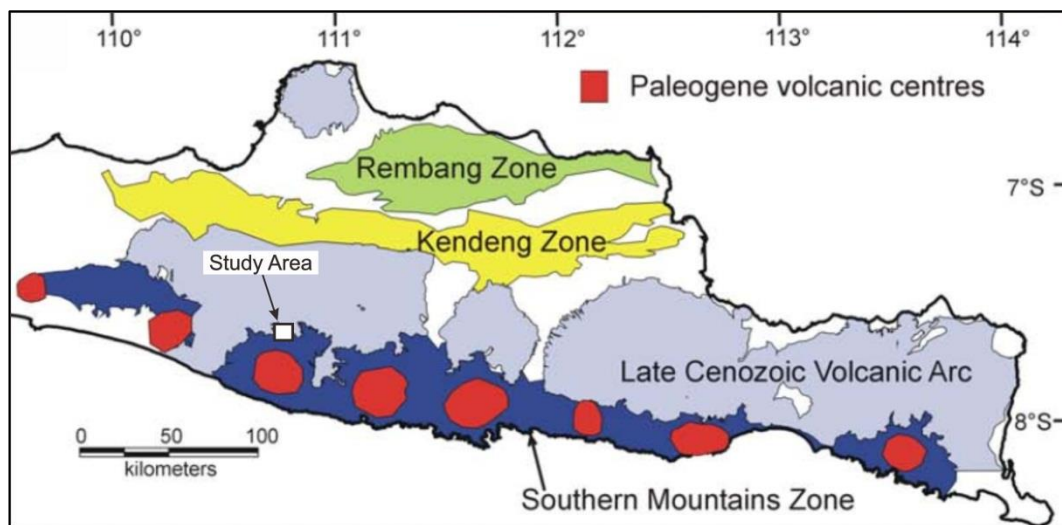 110° 111° 112° 113° 114°
Paleogene volcanic centres
Rembang Zone
7°S
Kendeng Zone
Study Area
Late Cenozoic Volcanic Arc
8°S
0 50 100
kilometers
Southern Mountains Zone